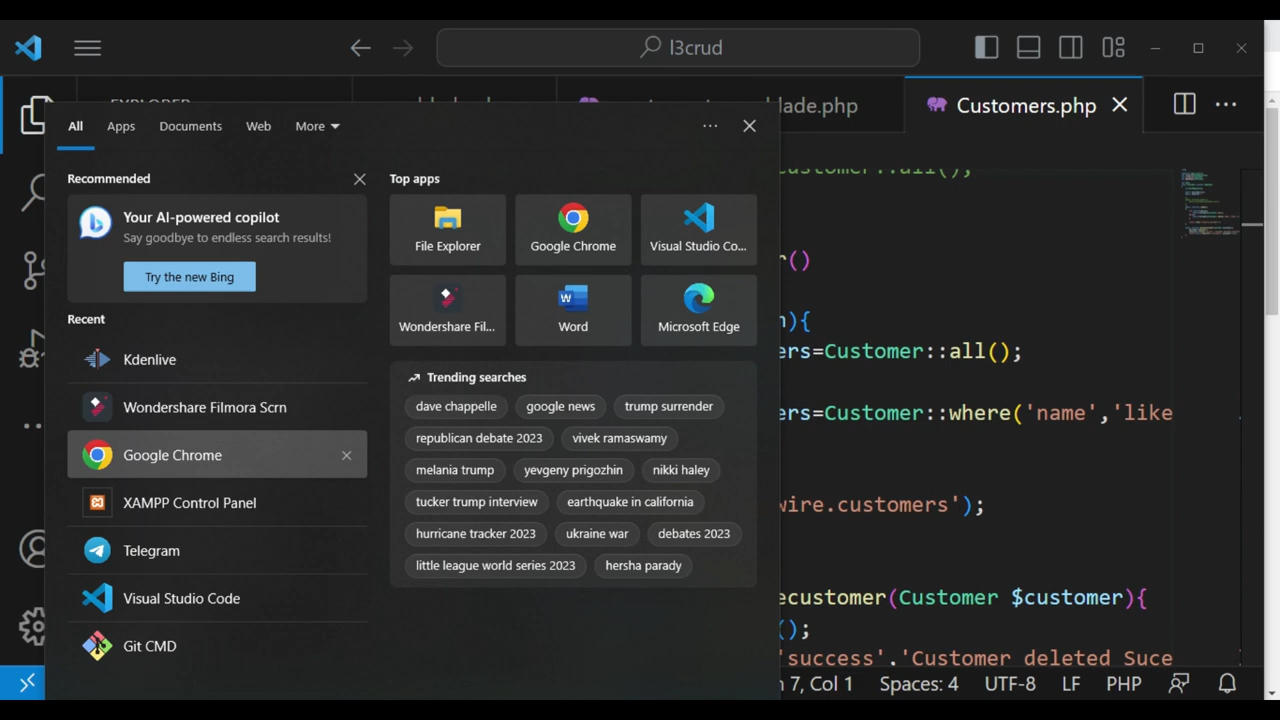 l3crud
EXPLORER
blade.php
Customers.php
All
Apps
Documents
Web
More
Recommended
Your AI-powered copilot
Say goodbye to endless search results!
Try the new Bing
Recent
Kdenlive
Wondershare Filmora Scrn
Google Chrome
XAMPP Control Panel
Telegram
Visual Studio Code
Git CMD
Top apps
File Explorer
Google Chrome
Visual Studio Co...
Wondershare Fil...
Word
Microsoft Edge
Trending searches
dave chappelle
google news
trump surrender
republican debate 2023
vivek ramaswamy
melania trump
yevgeny prigozhin
nikki haley
tucker trump interview
earthquake in california
hurricane tracker 2023
ukraine war
debates 2023
little league world series 2023
hersha parady
customer::all();
r()
n){
ers=Customer::all();
ers=Customer::where('name','like
wire.customers');
ecustomer(Customer $customer){
();
'success','Customer deleted Suce
n 7, Col 1
Spaces: 4
UTF-8
LF
PHP